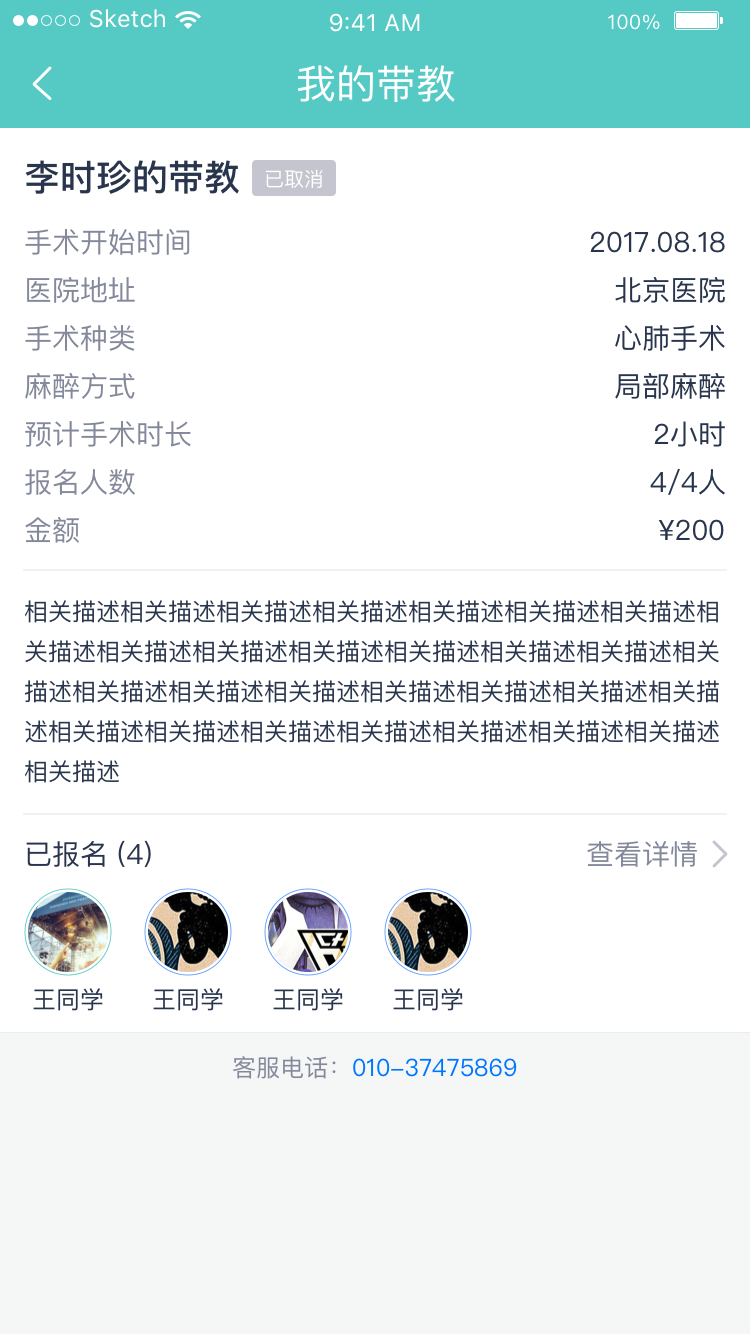 Sketch 9:41 AM 100%
我的带教
李时珍的带教 已取消
手术开始时间 2017.08.18
医院地址 北京医院
手术种类 心肺手术
麻醉方式 局部麻醉
预计手术时长 2小时
报名人数 4/4人
金额 ¥200
相关描述相关描述相关描述相关描述相关描述相关描述相关描述相
关描述相关描述相关描述相关描述相关描述相关描述相关描述相关
描述相关描述相关描述相关描述相关描述相关描述相关描述相关描
述相关描述相关描述相关描述相关描述相关描述相关描述相关描述
相关描述
已报名 (4) 查看详情
王同学 王同学 王同学 王同学
客服电话：010-37475869